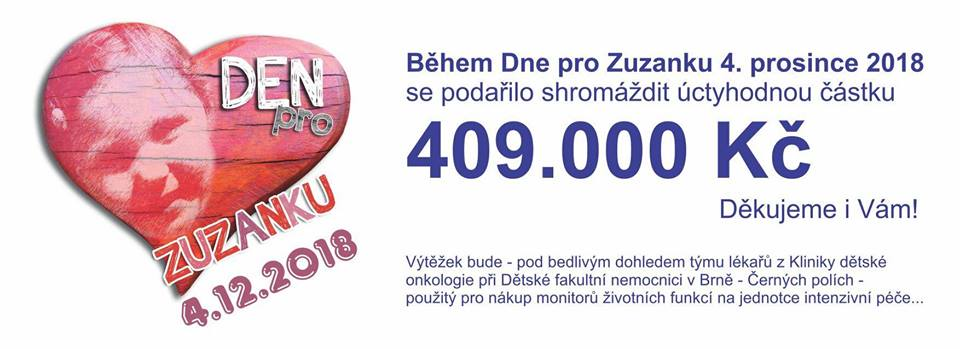 DEN
pro
ZUZANKU
4.12.2018
Během Dne pro Zuzanku 4. prosince 2018
se podařilo shromáždit úctyhodnou částku
409.000 Kč
Děkujeme i Vám!
Výtěžek bude - pod bedlivým dohledem týmu lékařů z Kliniky dětské
onkologie při Dětské fakultní nemocnici v Brně - Černých polích -
použitý pro nákup monitorů životních funkcí na jednotce intenzivní péče...